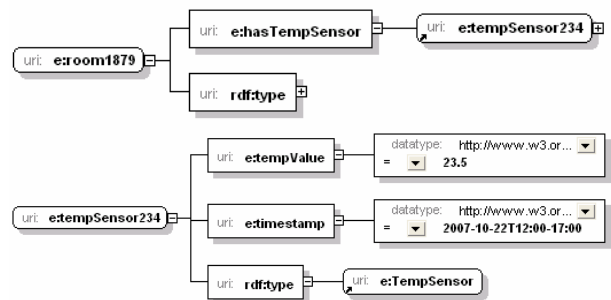 uri: e:hasTempSensor
uri: e:tempSensor234
uri: e:room1879
uri: rdf:type
datatype: http://www.w3.or...
uri: e:tempValue
= 23.5
datatype: http://www.w3.or...
uri: e:tempSensor234
uri: e:timestamp
= 2007-10-22T12:00-17:00
uri: rdf:type
uri: e:TempSensor